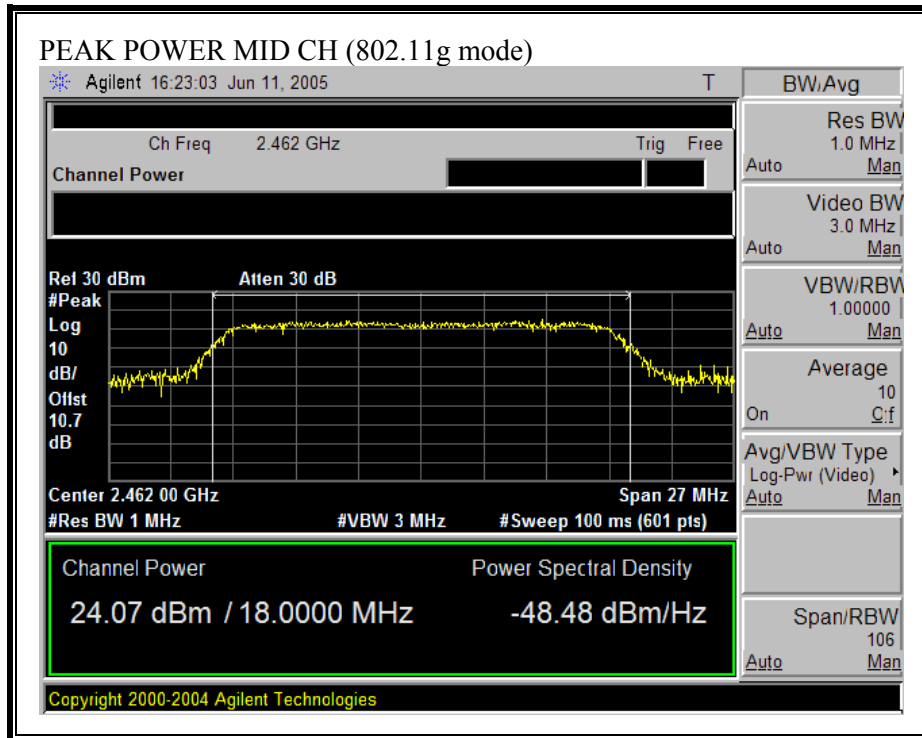 PEAK POWER MID CH (802.11g mode)
Agilent 16:23:03 Jun 11, 2005 T
BW/Avg
Ch Freq 2.462 GHz Trig Free
Channel Power
Res BW
1.0 MHz
Auto Man
Video BW
3.0 MHz
Auto Man
VBW/RBW
1.00000
Auto Man
Average
10
On Off
Avg/VBW Type
Log-Pwr (Video)
Auto Man
Span/RBW
106
Auto Man
Ref 30 dBm Atten 30 dB
#Peak
Log
10
dB/
Offst
10.7
dB
Center 2.462 00 GHz Span 27 MHz
#Res BW 1 MHz #VBW 3 MHz #Sweep 100 ms (601 pts)
Channel Power Power Spectral Density
24.07 dBm / 18.0000 MHz -48.48 dBm/Hz
Copyright 2000-2004 Agilent Technologies